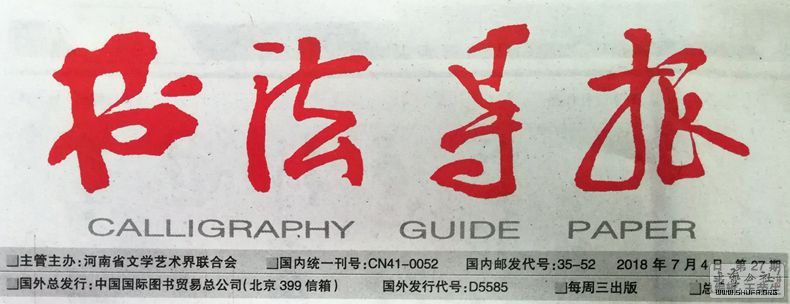 书法导报
CALLIGRAPHY GUIDE PAPER
□主管主办:河南省文学艺术界联合会 □国内统一刊号:CN41-0052 国内邮发代号:35-52 2018年7月4日 第27期
□国外总发行:中国国际图书贸易总公司(北京399信箱) 国外发行代号:D5585 □每周三出版 □总
WWW.SHUFA.ORG